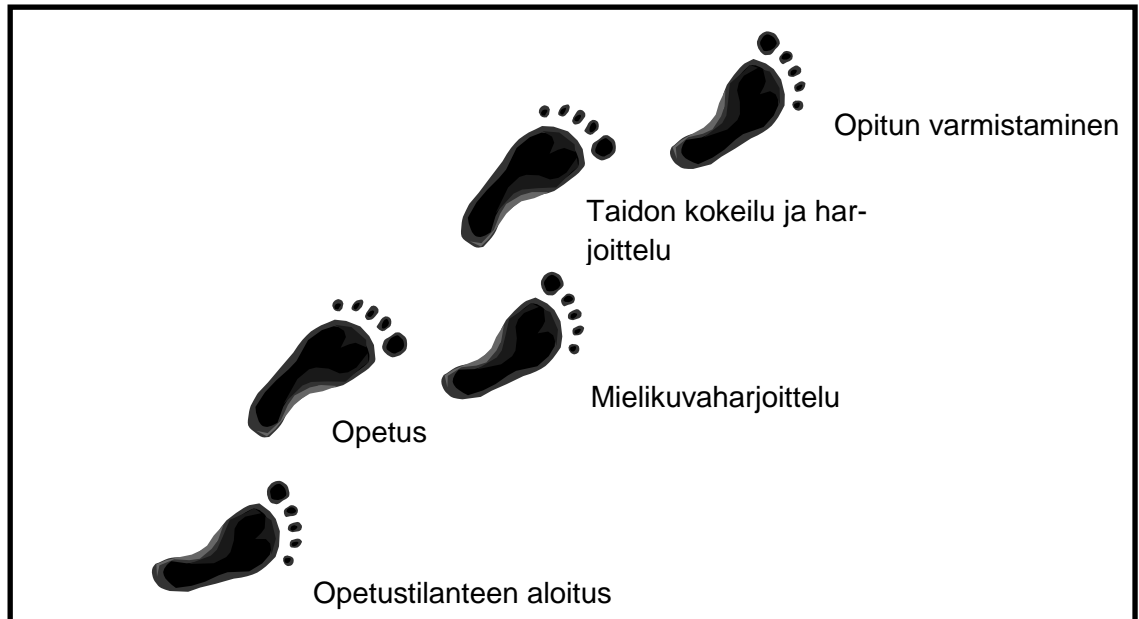 Opitun varmistaminen
Taidon kokeilu ja har-
joittelu
Mielikuvaharjoittelu
Opetus
Opetustilanteen aloitus